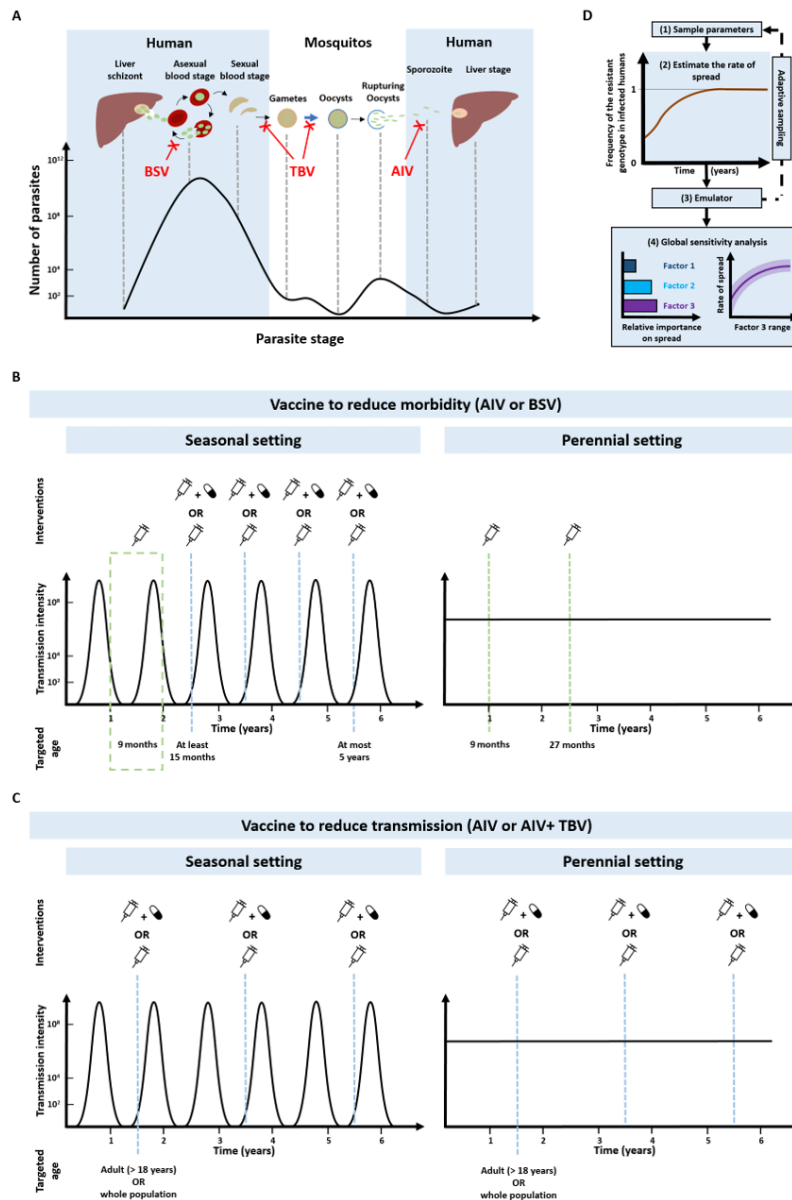 A
Human
Mosquitos
Human
Liver
schizont
Asexual
blood stage
Sexual
blood stage
Gametes
Oocysts
Rupturing
Oocysts
Sporozoite
Liver stage
BSV
TBV
AIV
Number of parasites
10¹²
10⁸
10⁴
10²
Parasite stage
D
(1) Sample parameters
(2) Estimate the rate of
spread
Frequency of the resistant
genotype in infected humans
1
Time (years)
Adaptive sampling
(3) Emulator
(4) Global sensitivity analysis
Factor 1
Factor 2
Factor 3
Relative importance
on spread
Rate of spread
Factor 3 range
B
Vaccine to reduce morbidity (AIV or BSV)
Seasonal setting
Perennial setting
Interventions
+ + + +
OR OR OR OR
Transmission intensity
10⁸
10⁴
10²
1 2 3 4 5 6
Time (years)
1 2 3 4 5 6
Time (years)
Targeted
age
9 months
At least
15 months
At most
5 years
9 months
27 months
C
Vaccine to reduce transmission (AIV or AIV+ TBV)
Seasonal setting
Perennial setting
Interventions
+ + + + + +
OR OR OR OR OR OR
Transmission intensity
10⁸
10⁴
10²
1 2 3 4 5 6
Time (years)
1 2 3 4 5 6
Time (years)
Targeted
age
Adult (> 18 years)
OR
whole population
Adult (> 18 years)
OR
whole population